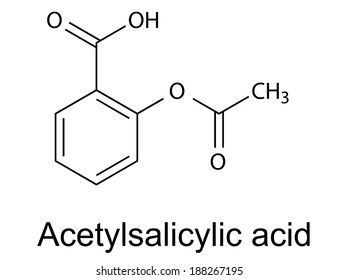 O OH
O CH₃
O
Acetylsalicylic acid
shutterstock.com · 188267195